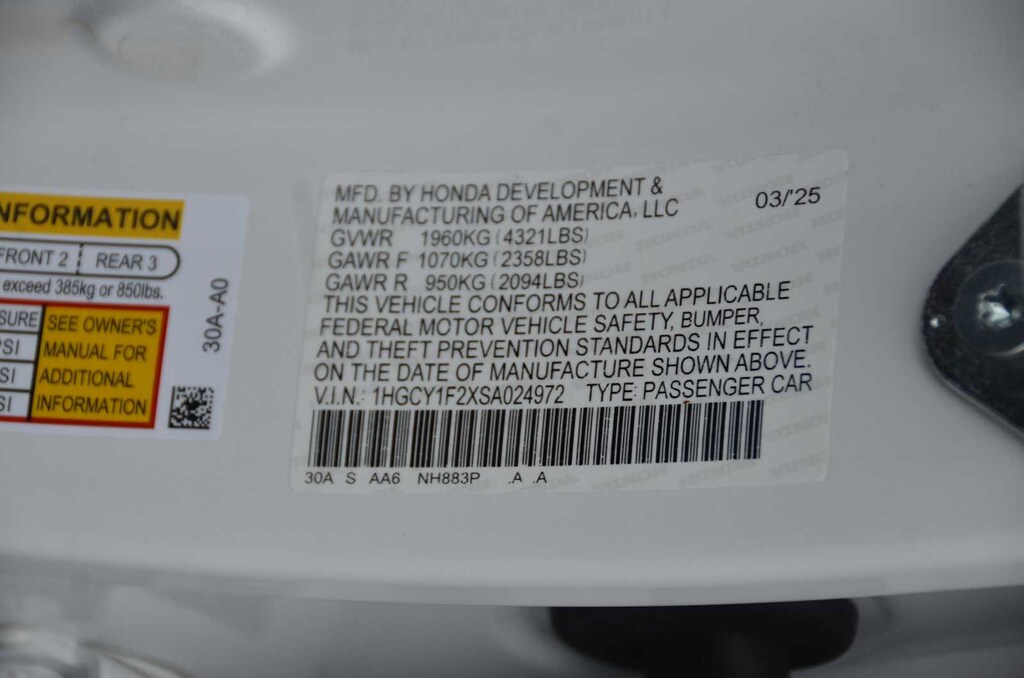 NFORMATION
FRONT 2 REAR 3
exceed 385kg or 850lbs.
SURE
PSI
SI
SI
SEE OWNER'S
MANUAL FOR
ADDITIONAL
INFORMATION
30A-A0
MFD. BY HONDA DEVELOPMENT &
MANUFACTURING OF AMERICA, LLC 03/'25
GVWR 1960KG (4321LBS)
GAWR F 1070KG (2358LBS)
GAWR R 950KG (2094LBS)
THIS VEHICLE CONFORMS TO ALL APPLICABLE
FEDERAL MOTOR VEHICLE SAFETY, BUMPER,
AND THEFT PREVENTION STANDARDS IN EFFECT
ON THE DATE OF MANUFACTURE SHOWN ABOVE.
V.I.N.: 1HGCY1F2XSA024972 TYPE: PASSENGER CAR
30A S AA6 NH883P .A .A